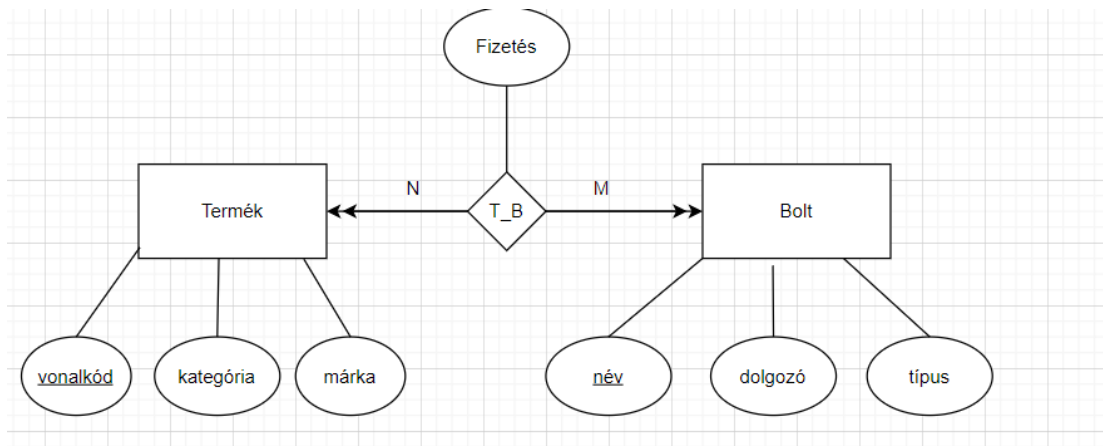 Fizetés
N
M
Termék
T_B
Bolt
vonalkód
kategória
márka
név
dolgozó
típus